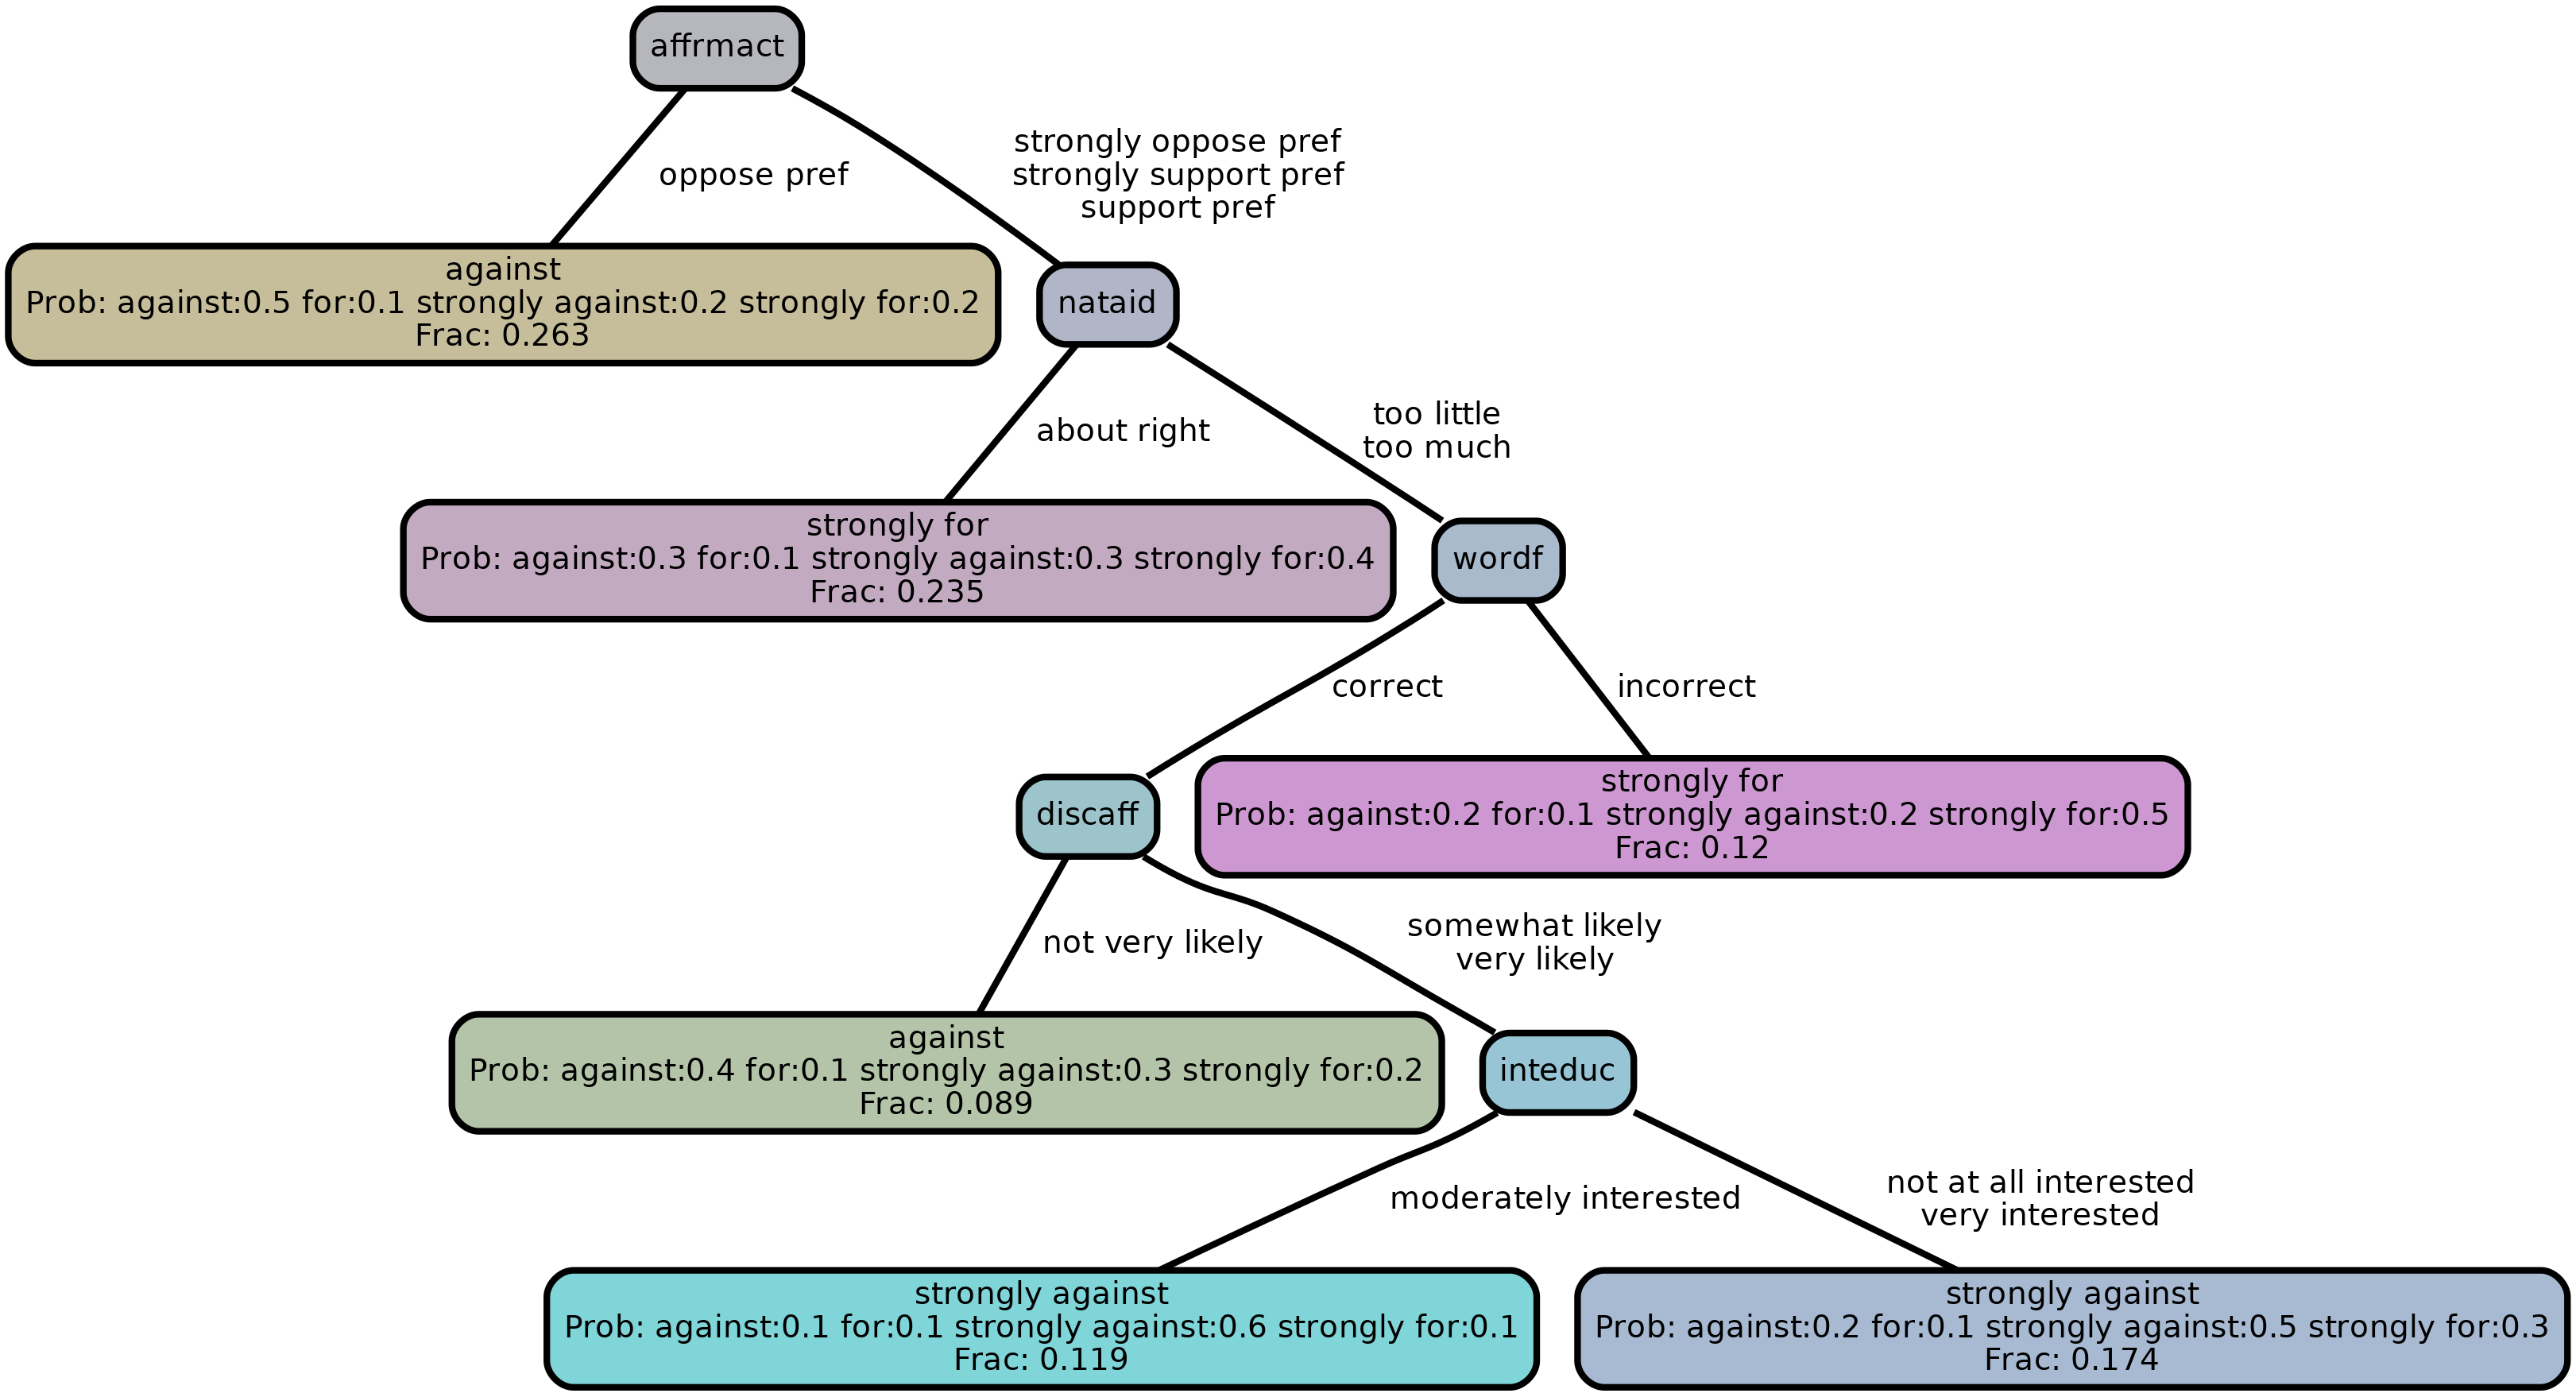 affrmact
oppose pref
strongly oppose pref
strongly support pref
support pref
against
Prob: against:0.5 for:0.1 strongly against:0.2 strongly for:0.2
Frac: 0.263
nataid
about right
too little
too much
strongly for
Prob: against:0.3 for:0.1 strongly against:0.3 strongly for:0.4
Frac: 0.235
wordf
correct
incorrect
discaff
strongly for
Prob: against:0.2 for:0.1 strongly against:0.2 strongly for:0.5
Frac: 0.12
not very likely
somewhat likely
very likely
against
Prob: against:0.4 for:0.1 strongly against:0.3 strongly for:0.2
Frac: 0.089
inteduc
moderately interested
not at all interested
very interested
strongly against
Prob: against:0.1 for:0.1 strongly against:0.6 strongly for:0.1
Frac: 0.119
strongly against
Prob: against:0.2 for:0.1 strongly against:0.5 strongly for:0.3
Frac: 0.174